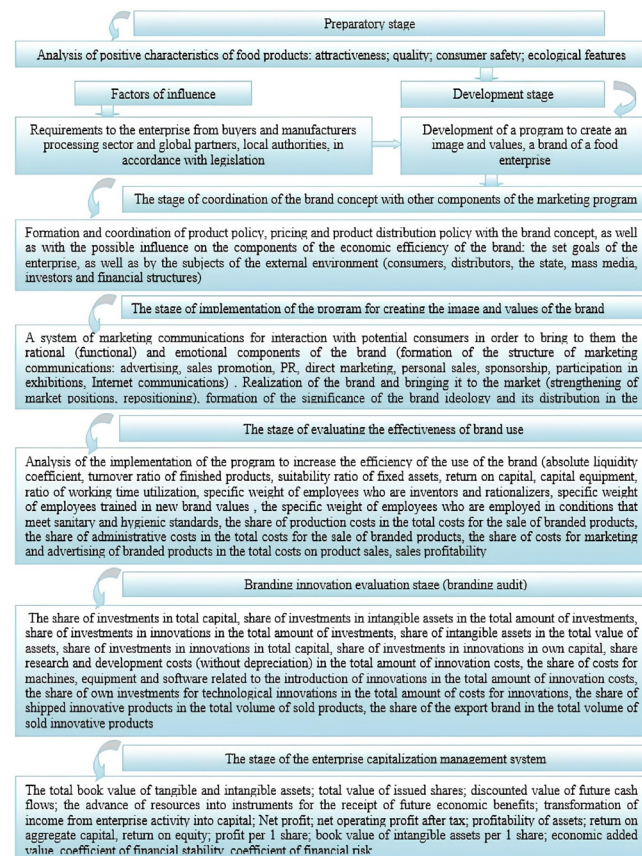 Preparatory stage
Analysis of positive characteristics of food products: attractiveness; quality; consumer safety; ecological features
Factors of influence
Development stage
Requirements to the enterprise from buyers and manufacturers
processing sector and global partners, local authorities, in
accordance with legislation
Development of a program to create an
image and values, a brand of a food
enterprise
The stage of coordination of the brand concept with other components of the marketing program
Formation and coordination of product policy, pricing and product distribution policy with the brand concept, as well
as with the possible influence on the components of the economic efficiency of the brand: the set goals of the
enterprise, as well as by the subjects of the external environment (consumers, distributors, the state, mass media,
investors and financial structures)
The stage of implementation of the program for creating the image and values of the brand
A system of marketing communications for interaction with potential consumers in order to bring to them the
rational (functional) and emotional components of the brand (formation of the structure of marketing
communications: advertising, sales promotion, PR, direct marketing, personal sales, sponsorship, participation in
exhibitions, Internet communications) . Realization of the brand and bringing it to the market (strengthening of
market positions, repositioning), formation of the significance of the brand ideology and its distribution in the
The stage of evaluating the effectiveness of brand use
Analysis of the implementation of the program to increase the efficiency of the use of the brand (absolute liquidity
coefficient, turnover ratio of finished products, suitability ratio of fixed assets, return on capital, capital equipment,
ratio of working time utilization, specific weight of employees who are inventors and rationalizers, specific weight
of employees trained in new brand values , the specific weight of employees who are employed in conditions that
meet sanitary and hygienic standards, the share of production costs in the total costs for the sale of branded products,
the share of administrative costs in the total costs for the sale of branded products, the share of costs for marketing
and advertising of branded products in the total costs on product sales, sales profitability
Branding innovation evaluation stage (branding audit)
The share of investments in total capital, share of investments in intangible assets in the total amount of investments,
share of investments in innovations in the total amount of investments, share of intangible assets in the total value of
assets, share of investments in innovations in total capital, share of investments in innovations in own capital, share
research and development costs (without depreciation) in the total amount of innovation costs, the share of costs for
machines, equipment and software related to the introduction of innovations in the total amount of innovation costs,
the share of own investments for technological innovations in the total amount of costs for innovations, the share of
shipped innovative products in the total volume of sold products, the share of the export brand in the total volume of
sold innovative products
The stage of the enterprise capitalization management system
The total book value of tangible and intangible assets; total value of issued shares; discounted value of future cash
flows; the advance of resources into instruments for the receipt of future economic benefits; transformation of
income from enterprise activity into capital; Net profit; net operating profit after tax; profitability of assets; return on
aggregate capital, return on equity; profit per 1 share; book value of intangible assets per 1 share; economic added
value, coefficient of financial stability, coefficient of financial risk